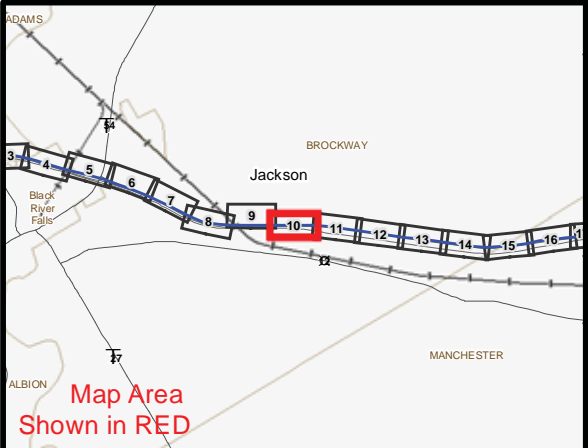 ADAMS
54
BROCKWAY
3
4
5
6
7
8
9
10
11
12
13
14
15
16
Jackson
Black
River
Falls
12
27
MANCHESTER
ALBION
Map Area
Shown in RED